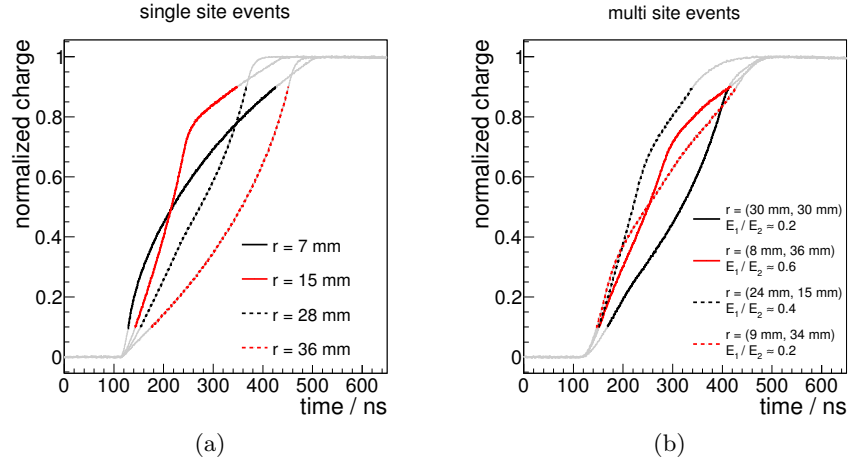 single site events
normalized charge
1
0.8
0.6
0.4
0.2
0
r = 7 mm
r = 15 mm
r = 28 mm
r = 36 mm
0 100 200 300 400 500 600
time / ns
(a)
multi site events
normalized charge
1
0.8
0.6
0.4
0.2
0
r = (30 mm, 30 mm)
E1 / E2 ≈ 0.2
r = (8 mm, 36 mm)
E1 / E2 ≈ 0.6
r = (24 mm, 15 mm)
E1 / E2 ≈ 0.4
r = (9 mm, 34 mm)
E1 / E2 ≈ 0.2
0 100 200 300 400 500 600
time / ns
(b)